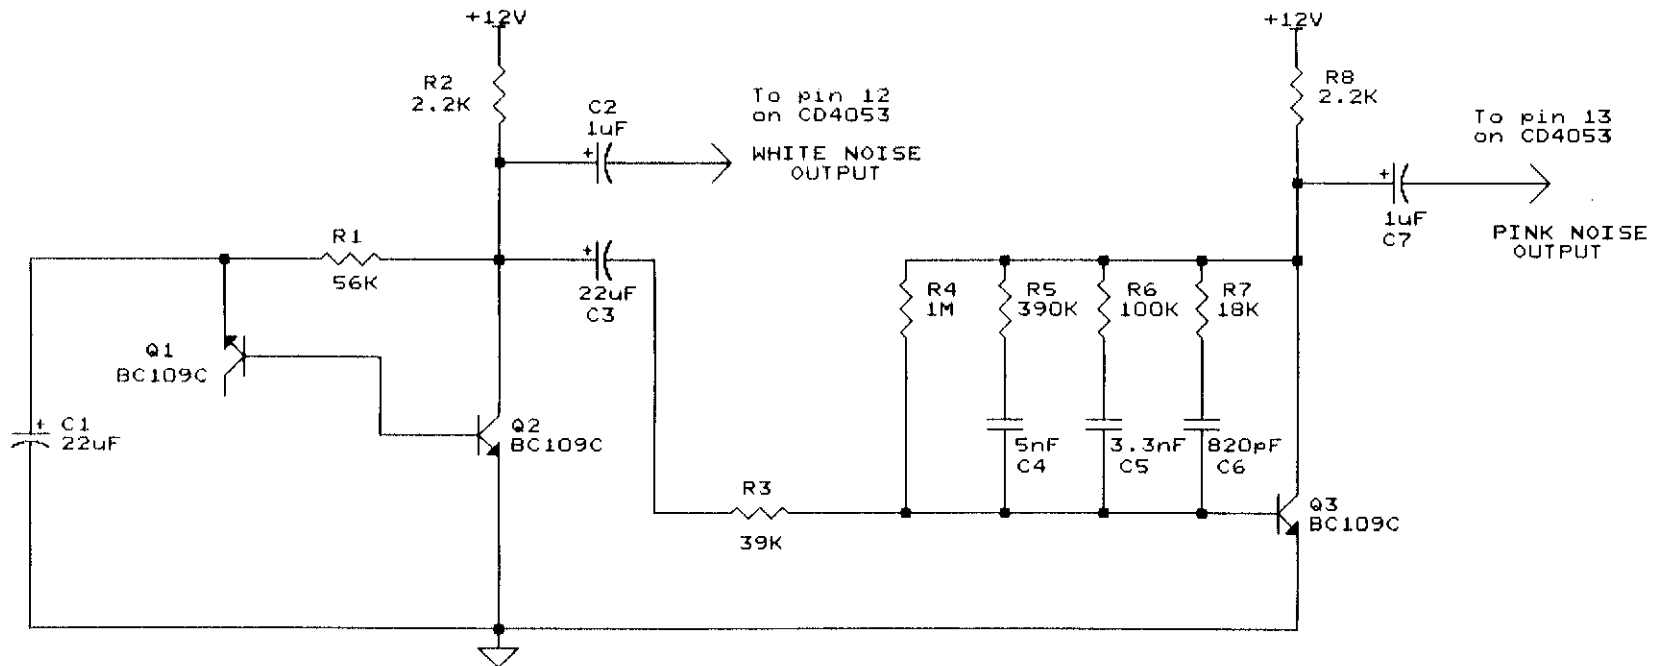 +12V
+12V
R2
2.2K
C2
1uF
To pin 12
on CD4053
WHITE NOISE
OUTPUT
R8
2.2K
To pin 13
on CD4053
+
+
1uF
C7
PINK NOISE
OUTPUT
R1
56K
+
22uF
C3
R4
1M
R5
390K
R6
100K
R7
18K
Q1
BC109C
+
C1
22uF
Q2
BC109C
5nF
C4
3.3nF
C5
820pF
C6
R3
39K
Q3
BC109C